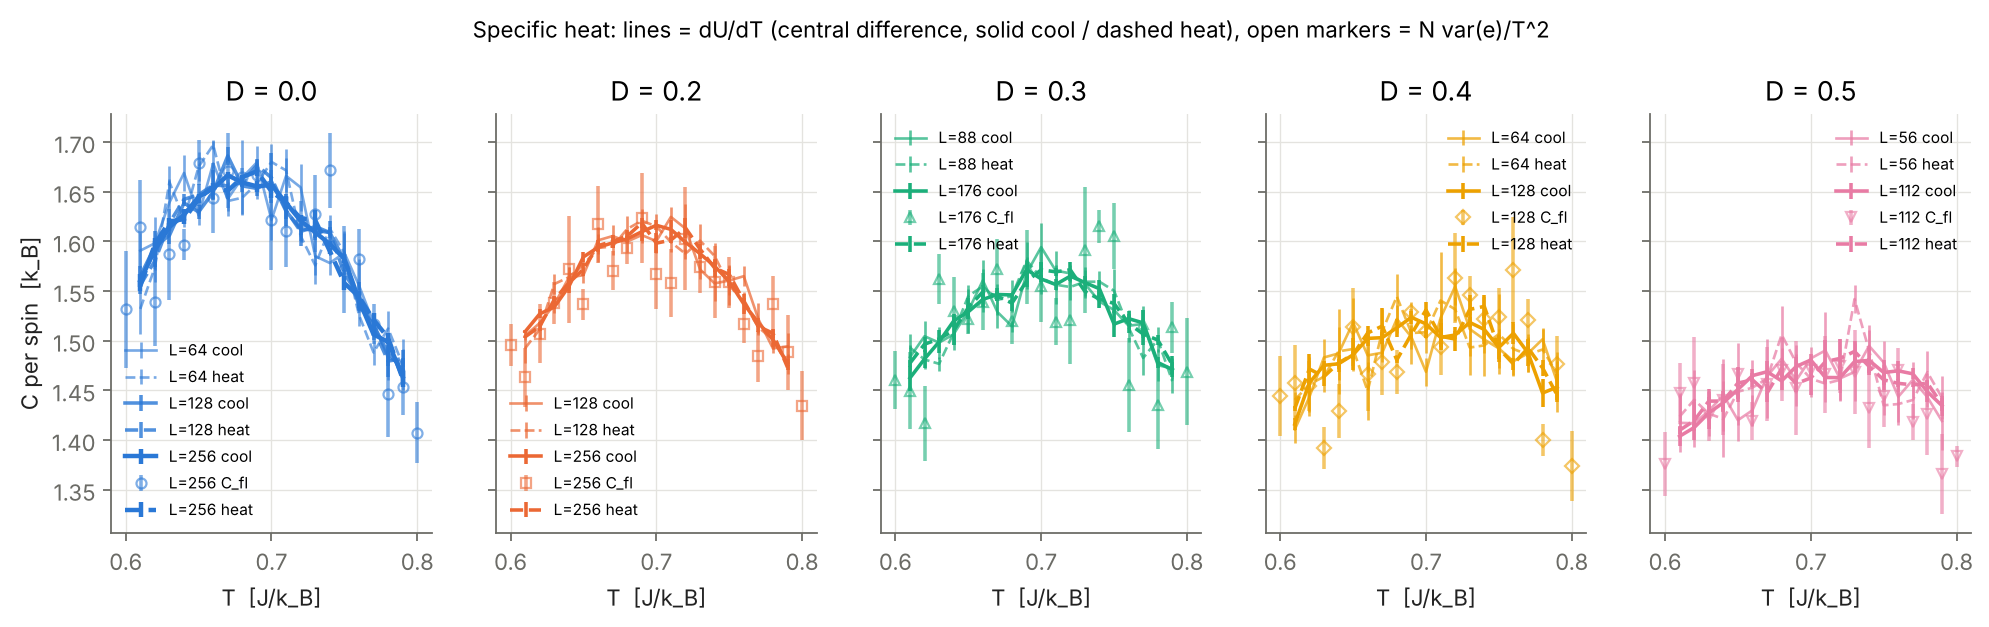 Specific heat: lines = dU/dT (central difference, solid cool / dashed heat), open markers = N var(e)/T^2
D = 0.0
D = 0.2
D = 0.3
D = 0.4
D = 0.5
C per spin [k_B]
1.70
1.65
1.60
1.55
1.50
1.45
1.40
1.35
L=64 cool
L=64 heat
L=128 cool
L=128 heat
L=256 cool
L=256 C_fl
L=256 heat
0.6
0.7
0.8
T [J/k_B]
L=128 cool
L=128 heat
L=256 cool
L=256 C_fl
L=256 heat
0.6
0.7
0.8
T [J/k_B]
L=88 cool
L=88 heat
L=176 cool
L=176 C_fl
L=176 heat
0.6
0.7
0.8
T [J/k_B]
L=64 cool
L=64 heat
L=128 cool
L=128 C_fl
L=128 heat
0.6
0.7
0.8
T [J/k_B]
L=56 cool
L=56 heat
L=112 cool
L=112 C_fl
L=112 heat
0.6
0.7
0.8
T [J/k_B]